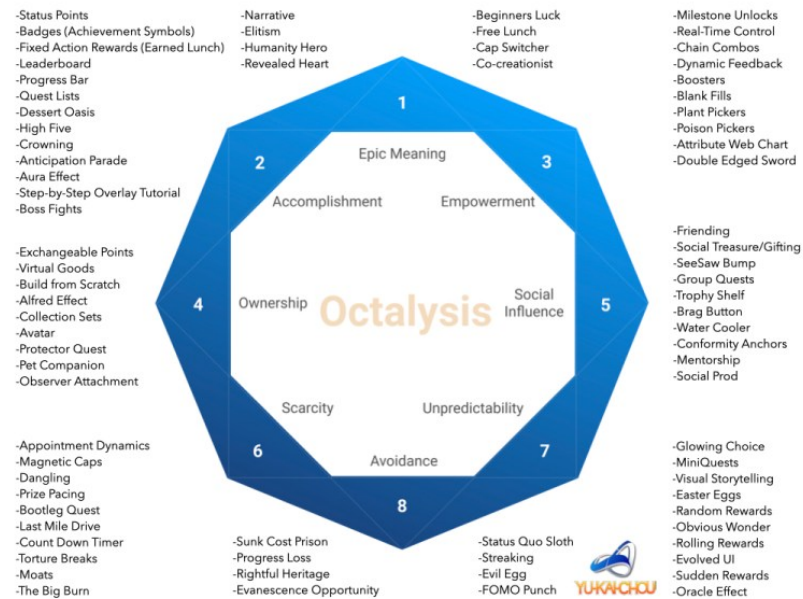 -Status Points
-Badges (Achievement Symbols)
-Fixed Action Rewards (Earned Lunch)
-Leaderboard
-Progress Bar
-Quest Lists
-Dessert Oasis
-High Five
-Crowning
-Anticipation Parade
-Aura Effect
-Step-by-Step Overlay Tutorial
-Boss Fights
-Narrative
-Elitism
-Humanity Hero
-Revealed Heart
-Beginners Luck
-Free Lunch
-Cap Switcher
-Co-creationist
-Milestone Unlocks
-Real-Time Control
-Chain Combos
-Dynamic Feedback
-Boosters
-Blank Fills
-Plant Pickers
-Poison Pickers
-Attribute Web Chart
-Double Edged Sword
1
Epic Meaning
2
Accomplishment
3
Empowerment
-Exchangeable Points
-Virtual Goods
-Build from Scratch
-Alfred Effect
-Collection Sets
-Avatar
-Protector Quest
-Pet Companion
-Observer Attachment
4
Ownership
Octalysis
Social
Influence
5
-Friending
-Social Treasure/Gifting
-SeeSaw Bump
-Group Quests
-Trophy Shelf
-Brag Button
-Water Cooler
-Conformity Anchors
-Mentorship
-Social Prod
Scarcity
6
Unpredictability
7
Avoidance
8
-Appointment Dynamics
-Magnetic Caps
-Dangling
-Prize Pacing
-Bootleg Quest
-Last Mile Drive
-Count Down Timer
-Torture Breaks
-Moats
-The Big Burn
-Sunk Cost Prison
-Progress Loss
-Rightful Heritage
-Evanescence Opportunity
-Status Quo Sloth
-Streaking
-Evil Egg
-FOMO Punch
YU-KAI CHOU
-Glowing Choice
-MiniQuests
-Visual Storytelling
-Easter Eggs
-Random Rewards
-Obvious Wonder
-Rolling Rewards
-Evolved UI
-Sudden Rewards
-Oracle Effect